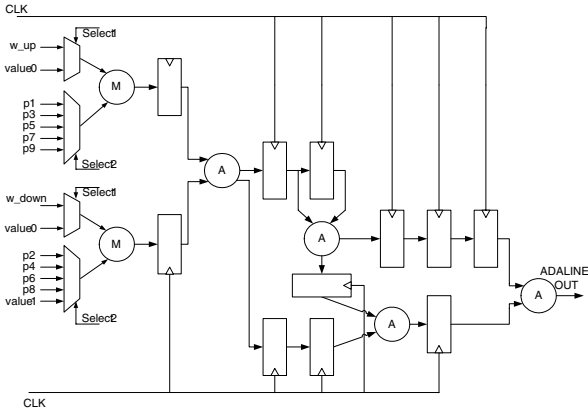 CLK
Select1
w_up
value0
M
p1
p3
p5
p7
p9
Select2
A
Select1
w_down
value0
M
p2
p4
p6
p8
value1
Select2
A
A
A
ADALINE
OUT
CLK